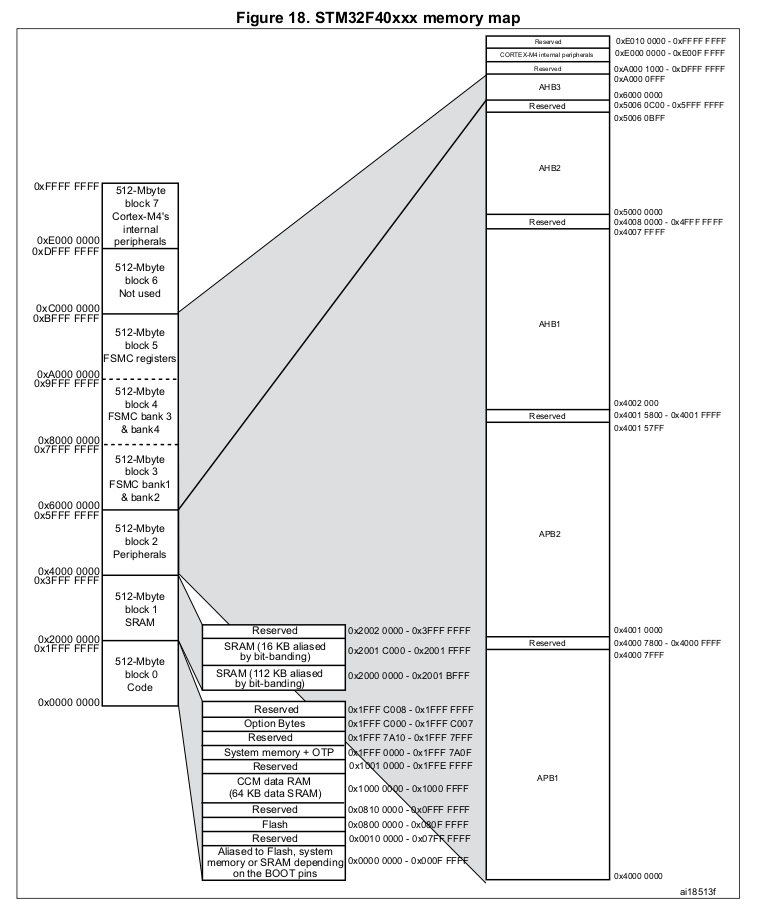 Figure 18. STM32F40xxx memory map
0xFFFF FFFF
512-Mbyte
block 7
Cortex-M4's
internal
peripherals
0xE000 0000
0xDFFF FFFF
512-Mbyte
block 6
Not used
0xC000 0000
0xBFFF FFFF
512-Mbyte
block 5
FSMC registers
0xA000 0000
0x9FFF FFFF
512-Mbyte
block 4
FSMC bank 3
& bank4
0x8000 0000
0x7FFF FFFF
512-Mbyte
block 3
FSMC bank1
& bank2
0x6000 0000
0x5FFF FFFF
512-Mbyte
block 2
Peripherals
0x4000 0000
0x3FFF FFFF
512-Mbyte
block 1
SRAM
0x2000 0000
0x1FFF FFFF
512-Mbyte
block 0
Code
0x0000 0000
Reserved 0x2002 0000 - 0x3FFF FFFF
SRAM (16 KB aliased
by bit-banding)
0x2001 C000 - 0x2001 FFFF
SRAM (112 KB aliased
by bit-banding)
0x2000 0000 - 0x2001 BFFF
Reserved 0x1FFF C008 - 0x1FFF FFFF
Option Bytes 0x1FFF C000 - 0x1FFF C007
Reserved 0x1FFF 7A10 - 0x1FFF 7FFF
System memory + OTP 0x1FFF 0000 - 0x1FFF 7A0F
Reserved 0x1001 0000 - 0x1FFE FFFF
CCM data RAM
(64 KB data SRAM)
0x1000 0000 - 0x1000 FFFF
Reserved 0x0810 0000 - 0x0FFF FFFF
Flash 0x0800 0000 - 0x080F FFFF
Reserved 0x0010 0000 - 0x07FF FFFF
Aliased to Flash, system
memory or SRAM depending
on the BOOT pins
0x0000 0000 - 0x000F FFFF
Reserved 0xE010 0000 - 0xFFFF FFFF
CORTEX-M4 internal peripherals 0xE000 0000 - 0xE00F FFFF
Reserved 0xA000 1000 - 0xDFFF FFFF
0xA000 0FFF
AHB3
0x6000 0000
Reserved 0x5006 0C00 - 0x5FFF FFFF
0x5006 0BFF
AHB2
0x5000 0000
Reserved 0x4008 0000 - 0x4FFF FFFF
0x4007 FFFF
AHB1
0x4002 000
Reserved 0x4001 5800 - 0x4001 FFFF
0x4001 57FF
APB2
0x4001 0000
Reserved 0x4000 7800 - 0x4000 FFFF
0x4000 7FFF
APB1
0x4000 0000
ai18513f